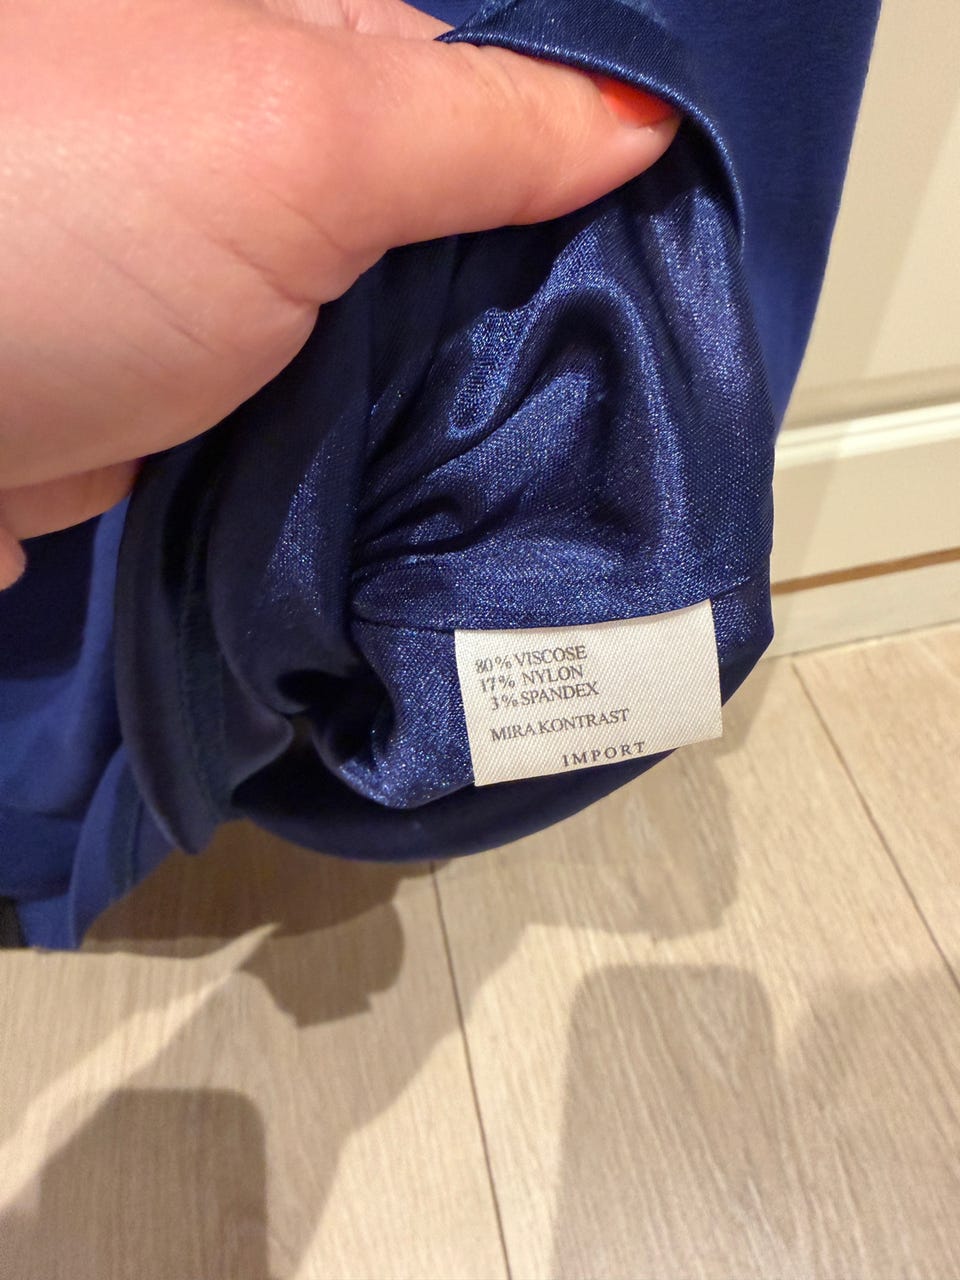 80% VISCOSE
17% NYLON
3% SPANDEX
MIRA KONTRAST
IMPORT